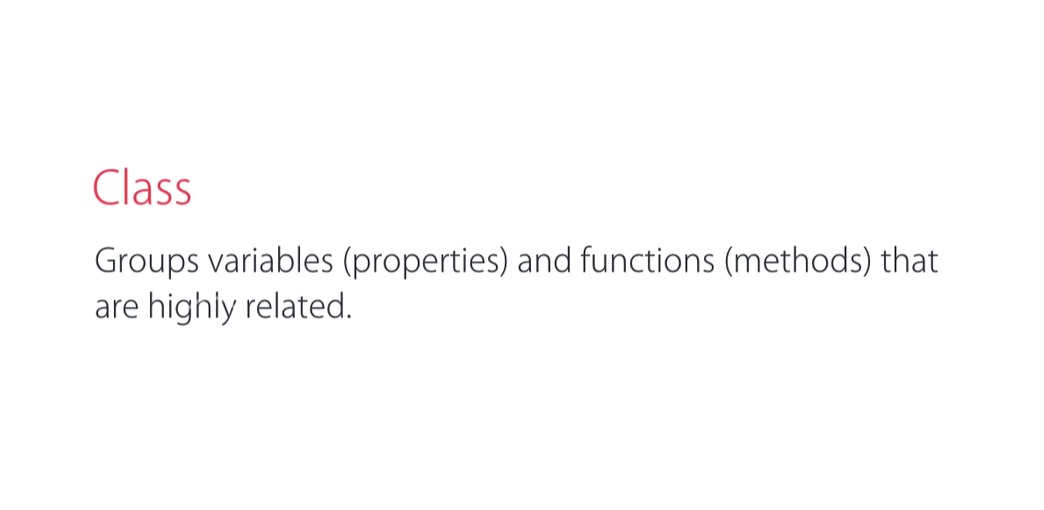 Class
Groups variables (properties) and functions (methods) that
are highly related.